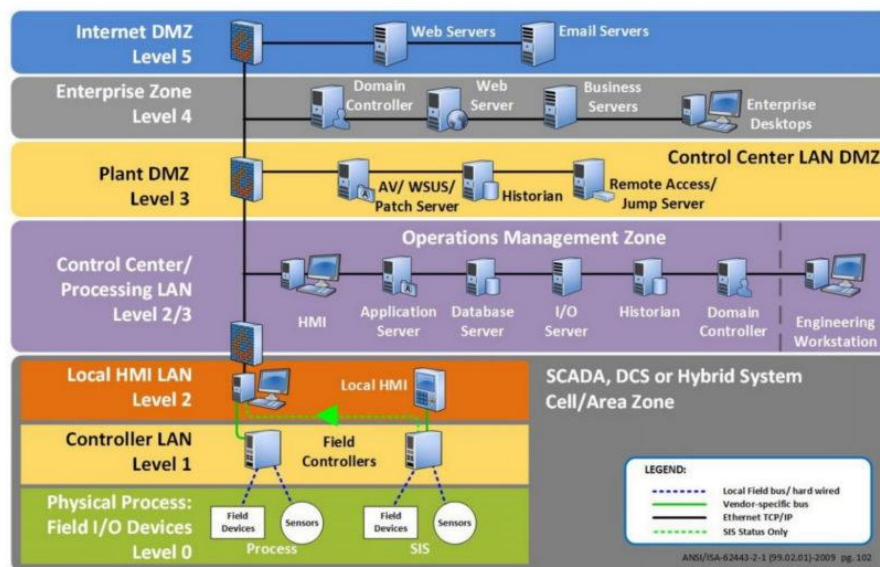 Internet DMZ
Level 5
Web Servers
Email Servers
Enterprise Zone
Level 4
Domain
Controller
Web
Server
Business
Servers
Enterprise
Desktops
Control Center LAN DMZ
Plant DMZ
Level 3
AV/ WSUS/
Patch Server
Historian
Remote Access/
Jump Server
A
Operations Management Zone
Control Center/
Processing LAN
Level 2/3
HMI
Application
Server
Database
Server
I/O
Server
Historian
Domain
Controller
Engineering
Workstation
A
Local HMI LAN
Level 2
Local HMI
SCADA, DCS or Hybrid System
Cell/Area Zone
Controller LAN
Level 1
Field
Controllers
Physical Process:
Field I/O Devices
Level 0
Field
Devices
Sensors
Process
Field
Devices
Sensors
SIS
LEGEND:
Local Field bus/ hard wired
Vendor-specific bus
Ethernet TCP/IP
SIS Status Only
ANSI/ISA-62443-2-1 (99.02.01)-2009 pg. 102